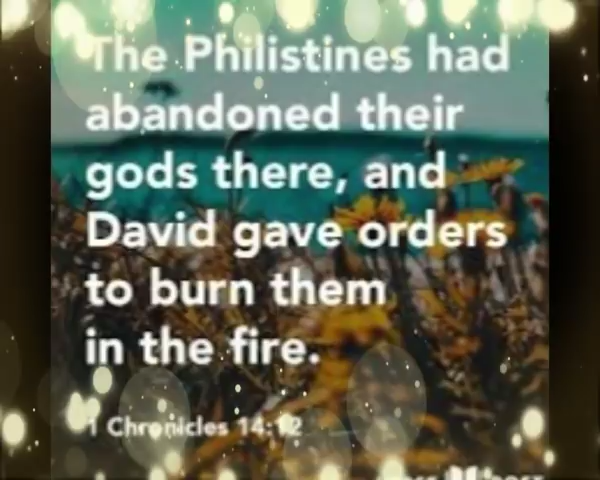 The Philistines had
abandoned their
gods there, and
David gave orders
to burn them
in the fire.
1 Chronicles 14:12